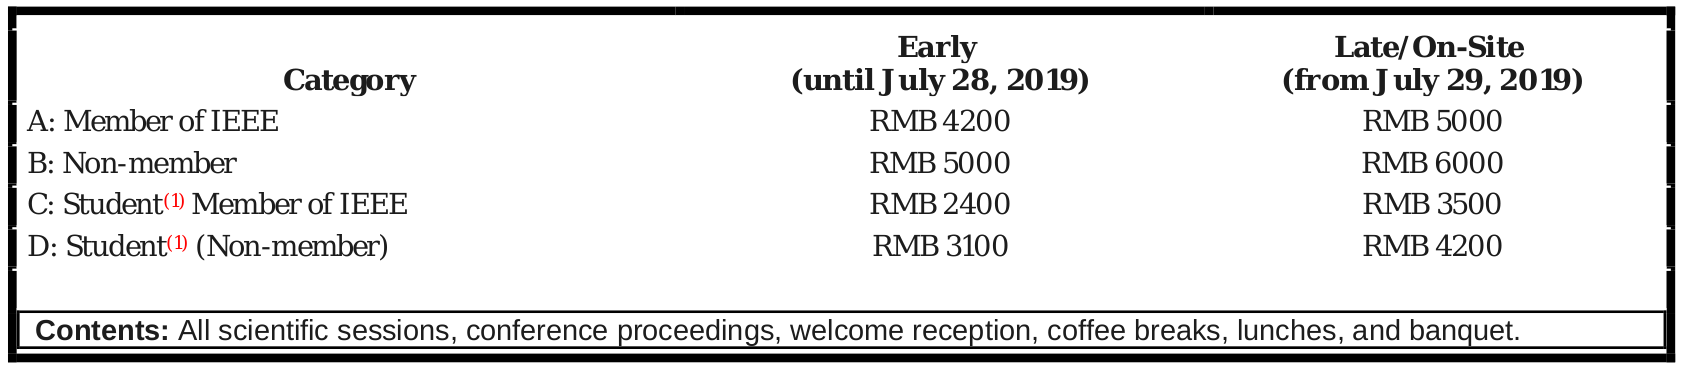 Category Early (until July 28, 2019) Late/On-Site (from July 29, 2019)
A: Member of IEEE RMB 4200 RMB 5000
B: Non-member RMB 5000 RMB 6000
C: Student(1) Member of IEEE RMB 2400 RMB 3500
D: Student(1) (Non-member) RMB 3100 RMB 4200
Contents: All scientific sessions, conference proceedings, welcome reception, coffee breaks, lunches, and banquet.